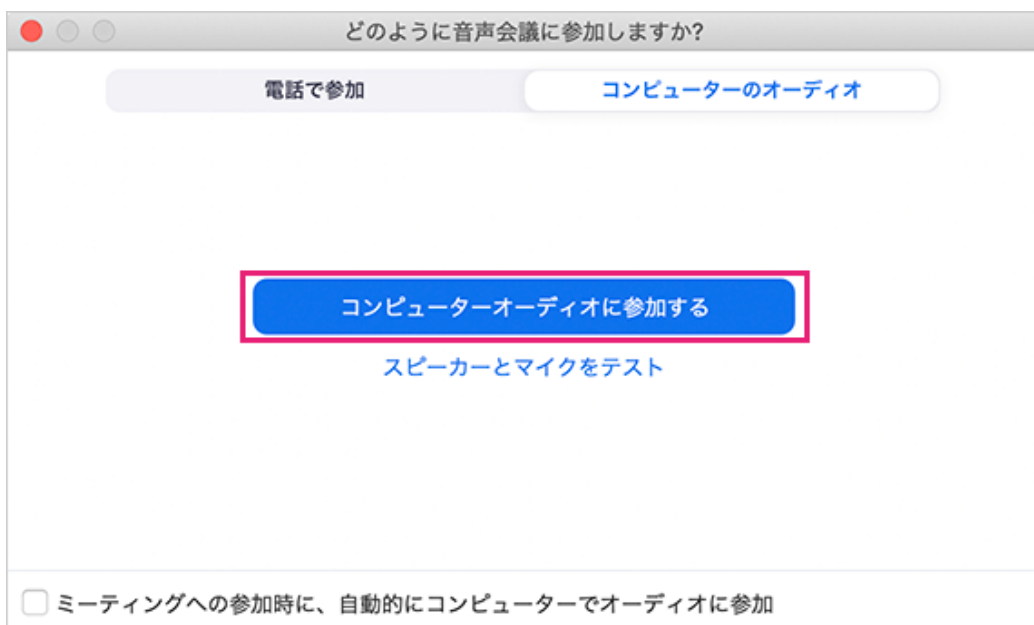 どのように音声会議に参加しますか?
電話で参加
コンピューターのオーディオ
コンピューターオーディオに参加する
スピーカーとマイクをテスト
ミーティングへの参加時に、自動的にコンピューターでオーディオに参加